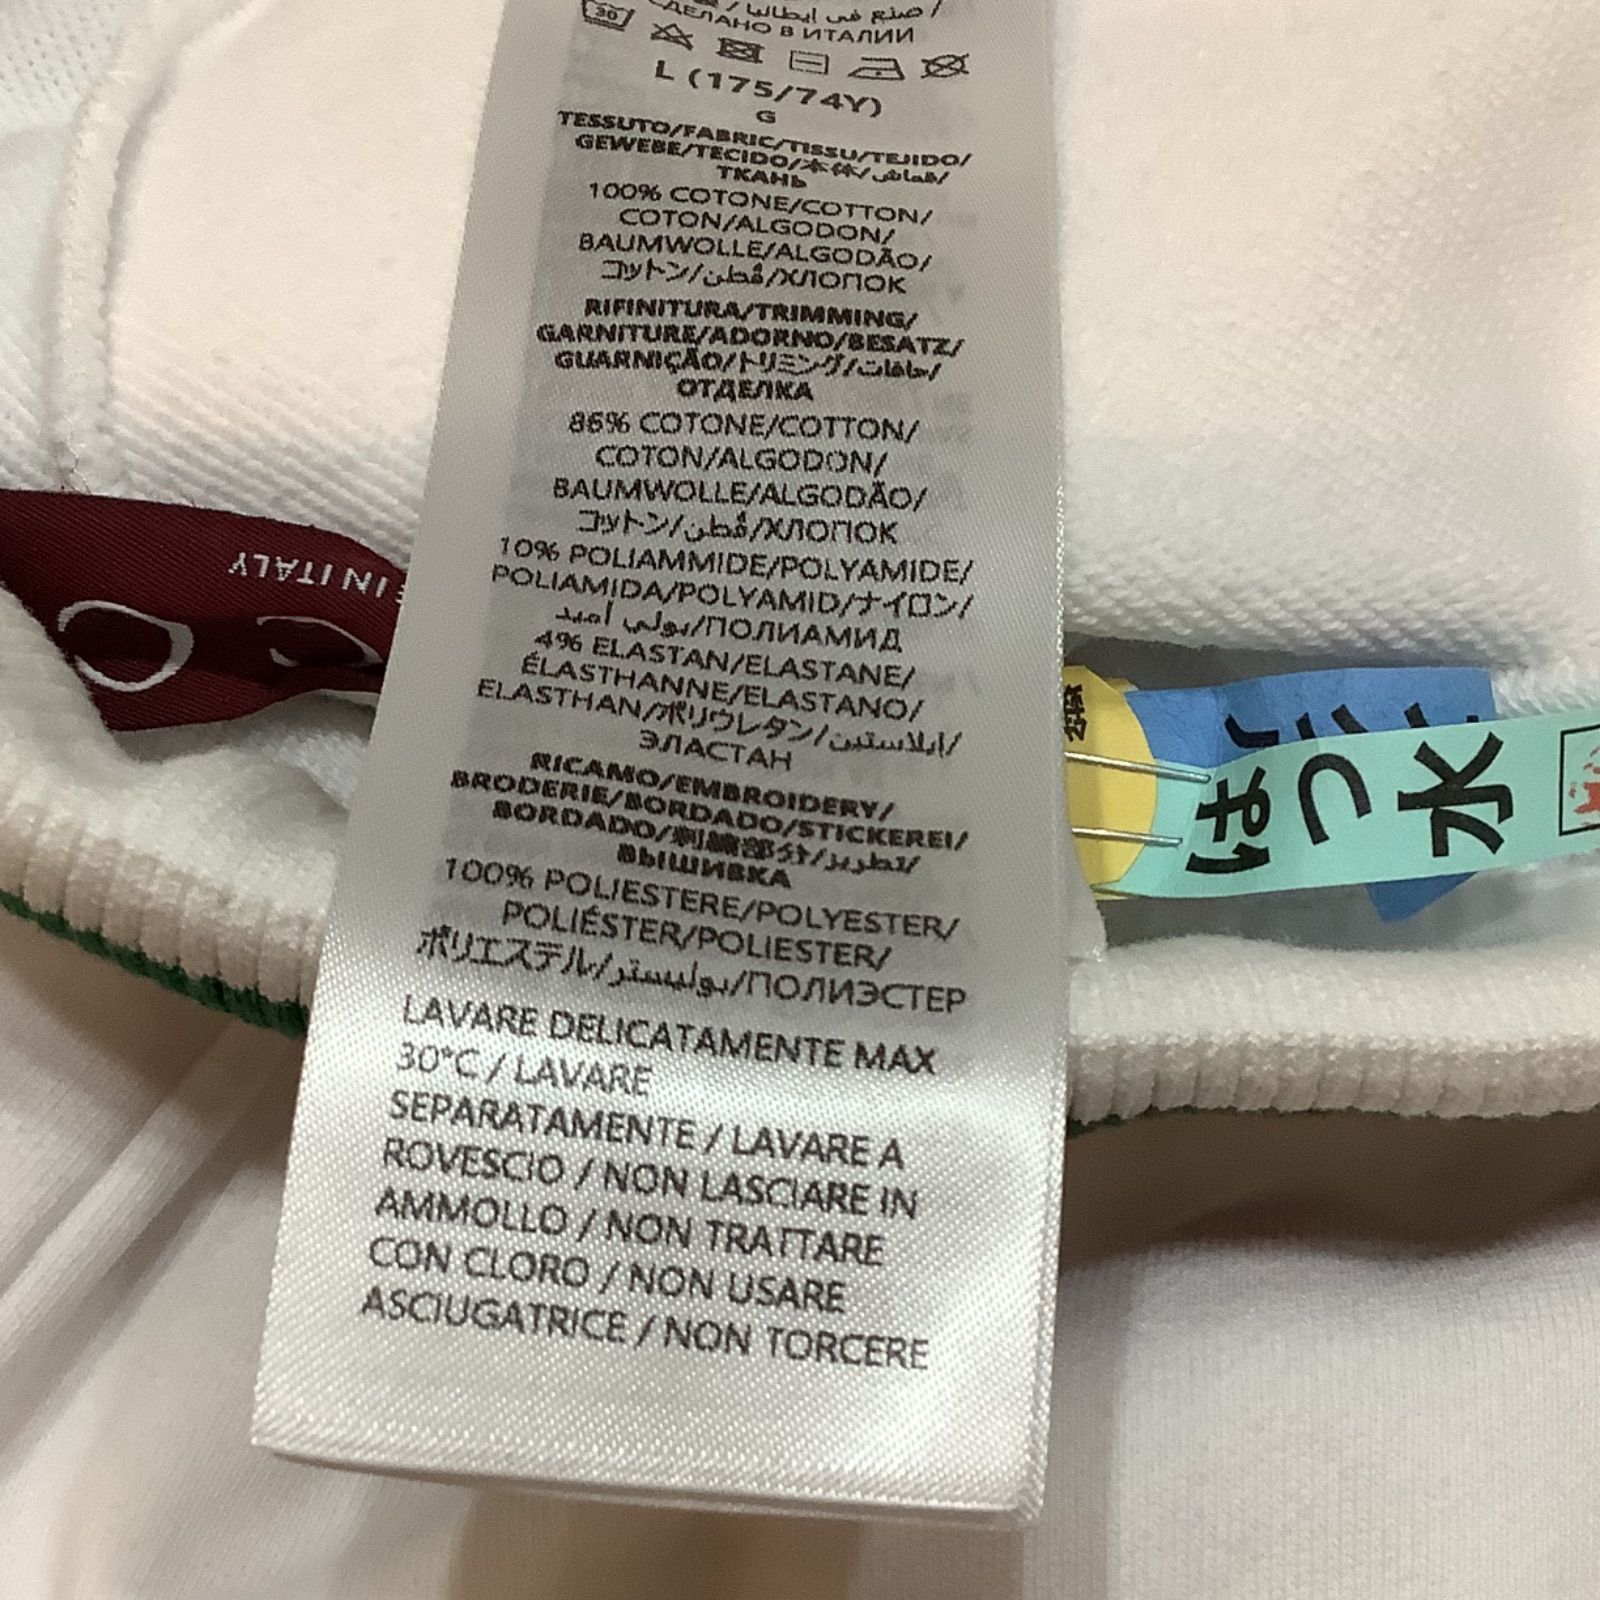 صنع في ايطاليا /
СДЕЛАНО В ИТАЛИИ
30
L (175/74Y)
G
TESSUTO/FABRIC/TISSU/TEJIDO/
GEWEBE/TECIDO/本体/قماش/
ТКАНЬ
100% COTONE/COTTON/
COTON/ALGODON/
BAUMWOLLE/ALGODÃO/
コットン/قُطن/ХЛОПОК
RIFINITURA/TRIMMING/
GARNITURE/ADORNO/BESATZ/
GUARNIÇÃO/トリミング/حافات/
ОТДЕЛКА
86% COTONE/COTTON/
COTON/ALGODON/
BAUMWOLLE/ALGODÃO/
コットン/قُطن/ХЛОПОК
10% POLIAMMIDE/POLYAMIDE/
POLIAMIDA/POLYAMID/ナイロン/
بولي أميد/ПОЛИАМИД
4% ELASTAN/ELASTANE/
ÉLASTHANNE/ELASTANO/
ELASTHAN/ポリウレタン/إيلاستين/
ЭЛАСТАН
RICAMO/EMBROIDERY/
BRODERIE/BORDADO/STICKEREI/
BORDADO/刺繍部分/تطريز/
ВЫШИВКА
100% POLIESTERE/POLYESTER/
POLIÉSTER/POLIESTER/
ポリエステル/بوليستر/ПОЛИЭСТЕР
LAVARE DELICATAMENTE MAX
30°C / LAVARE
SEPARATAMENTE / LAVARE A
ROVESCIO / NON LASCIARE IN
AMMOLLO / NON TRATTARE
CON CLORO / NON USARE
ASCIUGATRICE / NON TORCERE
E IN ITALY
水
つ
は